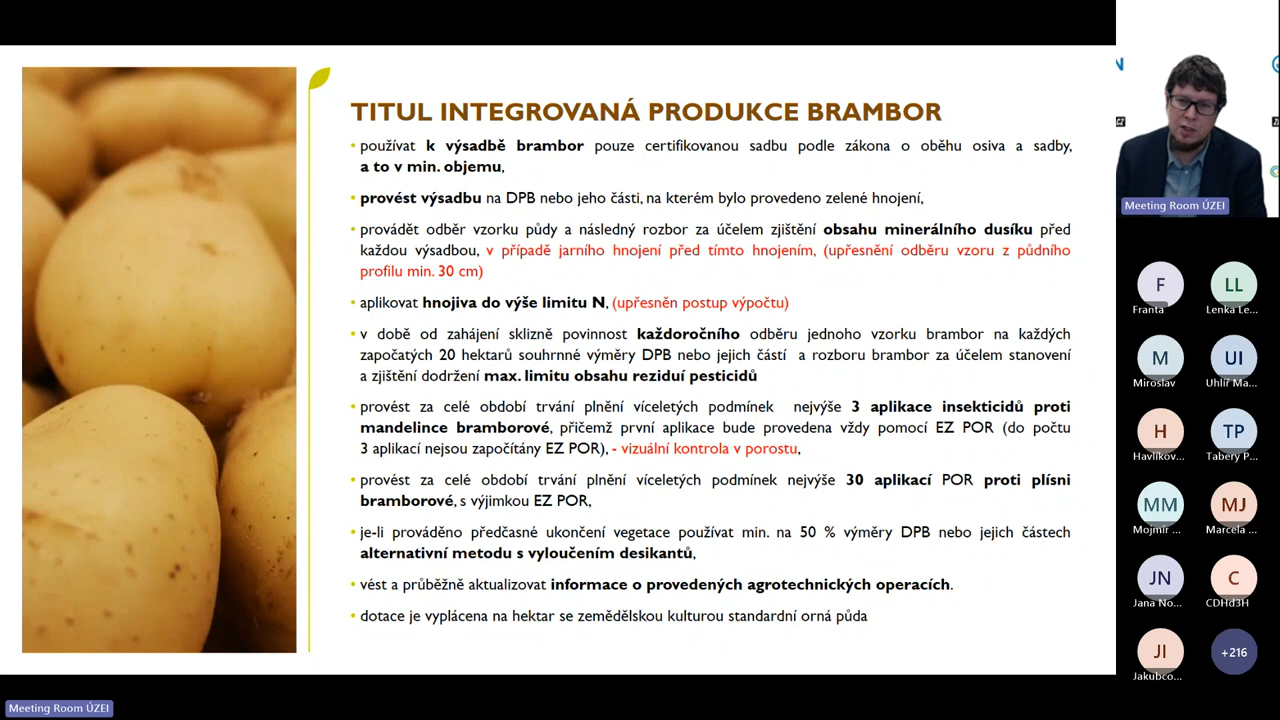 TITUL INTEGROVANÁ PRODUKCE BRAMBOR
• používat k výsadbě brambor pouze certifikovanou sadbu podle zákona o oběhu osiva a sadby,
a to v min. objemu,
• provést výsadbu na DPB nebo jeho části, na kterém bylo provedeno zelené hnojení,
• provádět odběr vzorku půdy a následný rozbor za účelem zjištění obsahu minerálního dusíku před
každou výsadbou, v případě jarního hnojení před tímto hnojením, (upřesnění odběru vzoru z půdního
profilu min. 30 cm)
• aplikovat hnojiva do výše limitu N, (upřesněn postup výpočtu)
• v době od zahájení sklizně povinnost každoročního odběru jednoho vzorku brambor na každých
započatých 20 hektarů souhrnné výměry DPB nebo jejich částí a rozboru brambor za účelem stanovení
a zjištění dodržení max. limitu obsahu reziduí pesticidů
• provést za celé období trvání plnění víceletých podmínek nejvýše 3 aplikace insekticidů proti
mandelince bramborové, přičemž první aplikace bude provedena vždy pomocí EZ POR (do počtu
3 aplikací nejsou započítány EZ POR), - vizuální kontrola v porostu,
• provést za celé období trvání plnění víceletých podmínek nejvýše 30 aplikací POR proti plísni
bramborové, s výjimkou EZ POR,
• je-li prováděno předčasné ukončení vegetace používat min. na 50 % výměry DPB nebo jejich částech
alternativní metodu s vyloučením desikantů,
• vést a průběžně aktualizovat informace o provedených agrotechnických operacích.
• dotace je vyplácena na hektar se zemědělskou kulturou standardní orná půda
Meeting Room ÚZEI
N
Meeting Room ÚZEI
F
LL
Franta
Lenka Le...
M
UI
Miroslav
Uhlíř Ma...
H
TP
Havlíkov...
Tabery P...
MM
MJ
Mojmír ...
Marcela ...
JN
C
Jana No...
CDHd3H
JI
+216
Jakubco...